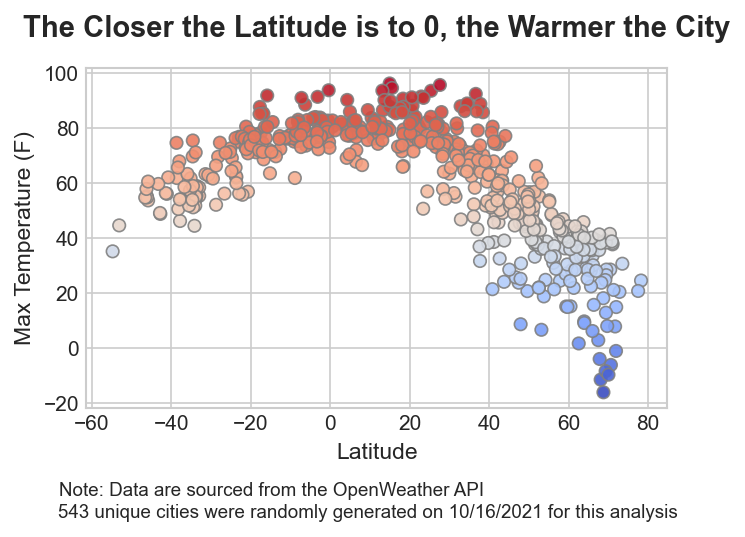 The Closer the Latitude is to 0, the Warmer the City
100
80
60
40
20
0
−20
Max Temperature (F)
−60 −40 −20 0 20 40 60 80
Latitude
Note: Data are sourced from the OpenWeather API
543 unique cities were randomly generated on 10/16/2021 for this analysis